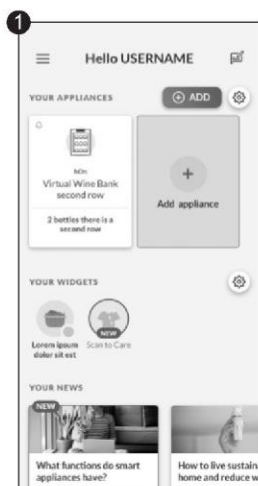 1
Hello USERNAME
YOUR APPLIANCES
ADD
Virtual Wine Bank
second row
2 bottles there is a
second row
Add appliance
YOUR WIDGETS
NEW
Lorem ipsum
dolor sit est
Scan to Care
YOUR NEWS
NEW
What functions do smart
appliances have?
How to live sustaina
home and reduce w